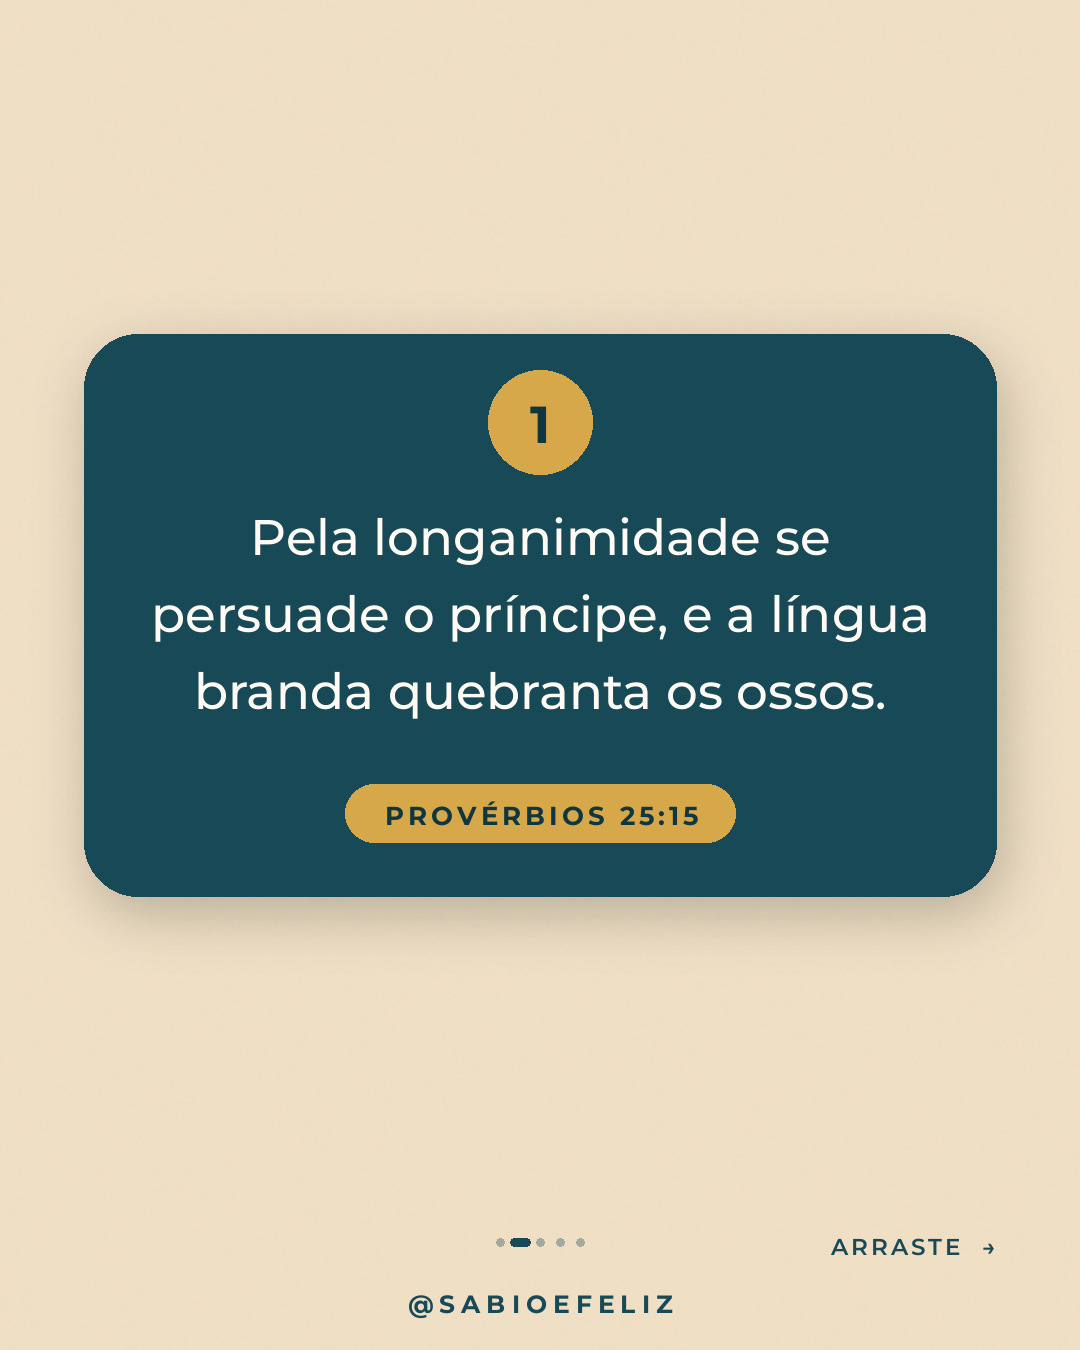 1
Pela longanimidade se
persuade o príncipe, e a língua
branda quebranta os ossos.
PROVÉRBIOS 25:15
ARRASTE →
@SABIOEFELIZ